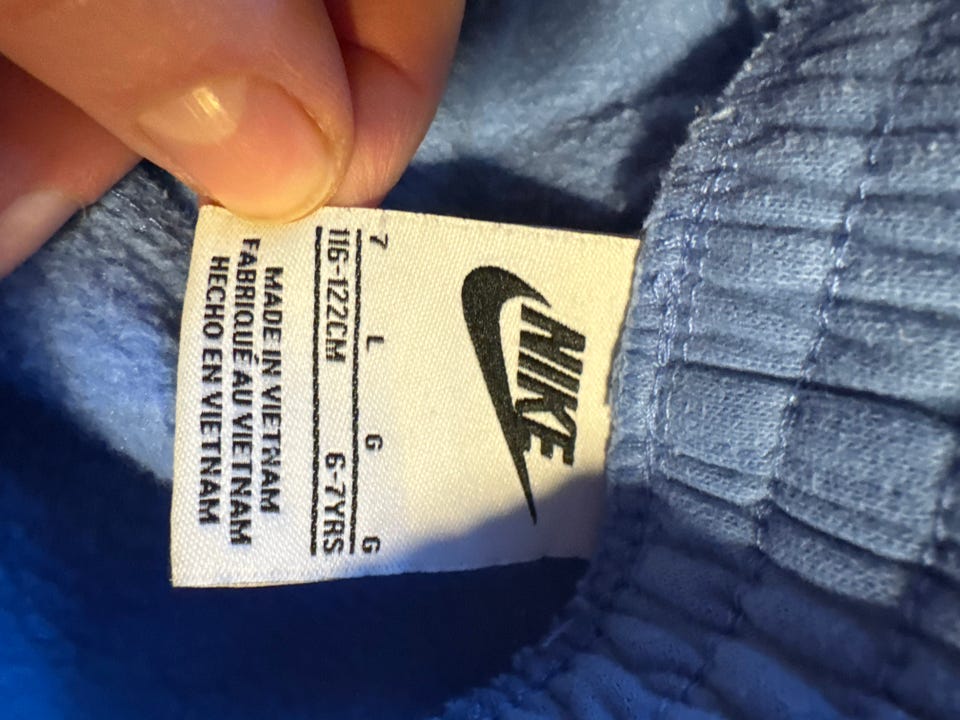 NIKE
7 L G G
116-122CM 6-7YRS
MADE IN VIETNAM
FABRIQUÉ AU VIETNAM
HECHO EN VIETNAM